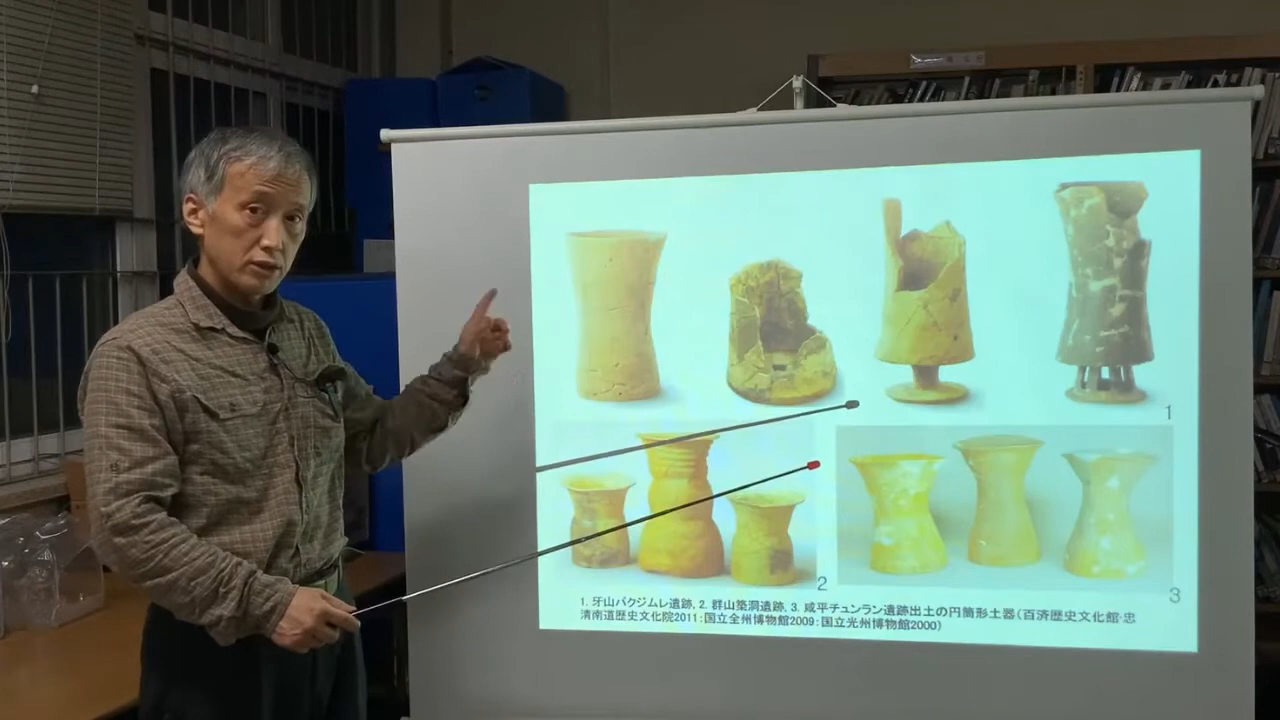 1
2
3
1. 牙山バクジムレ遺跡, 2. 群山築洞遺跡, 3. 咸平チュンラン遺跡出土の円筒形土器(百済歴史文化館·忠
清南道歴史文化院2011:国立全州博物館2009:国立光州博物館2000)